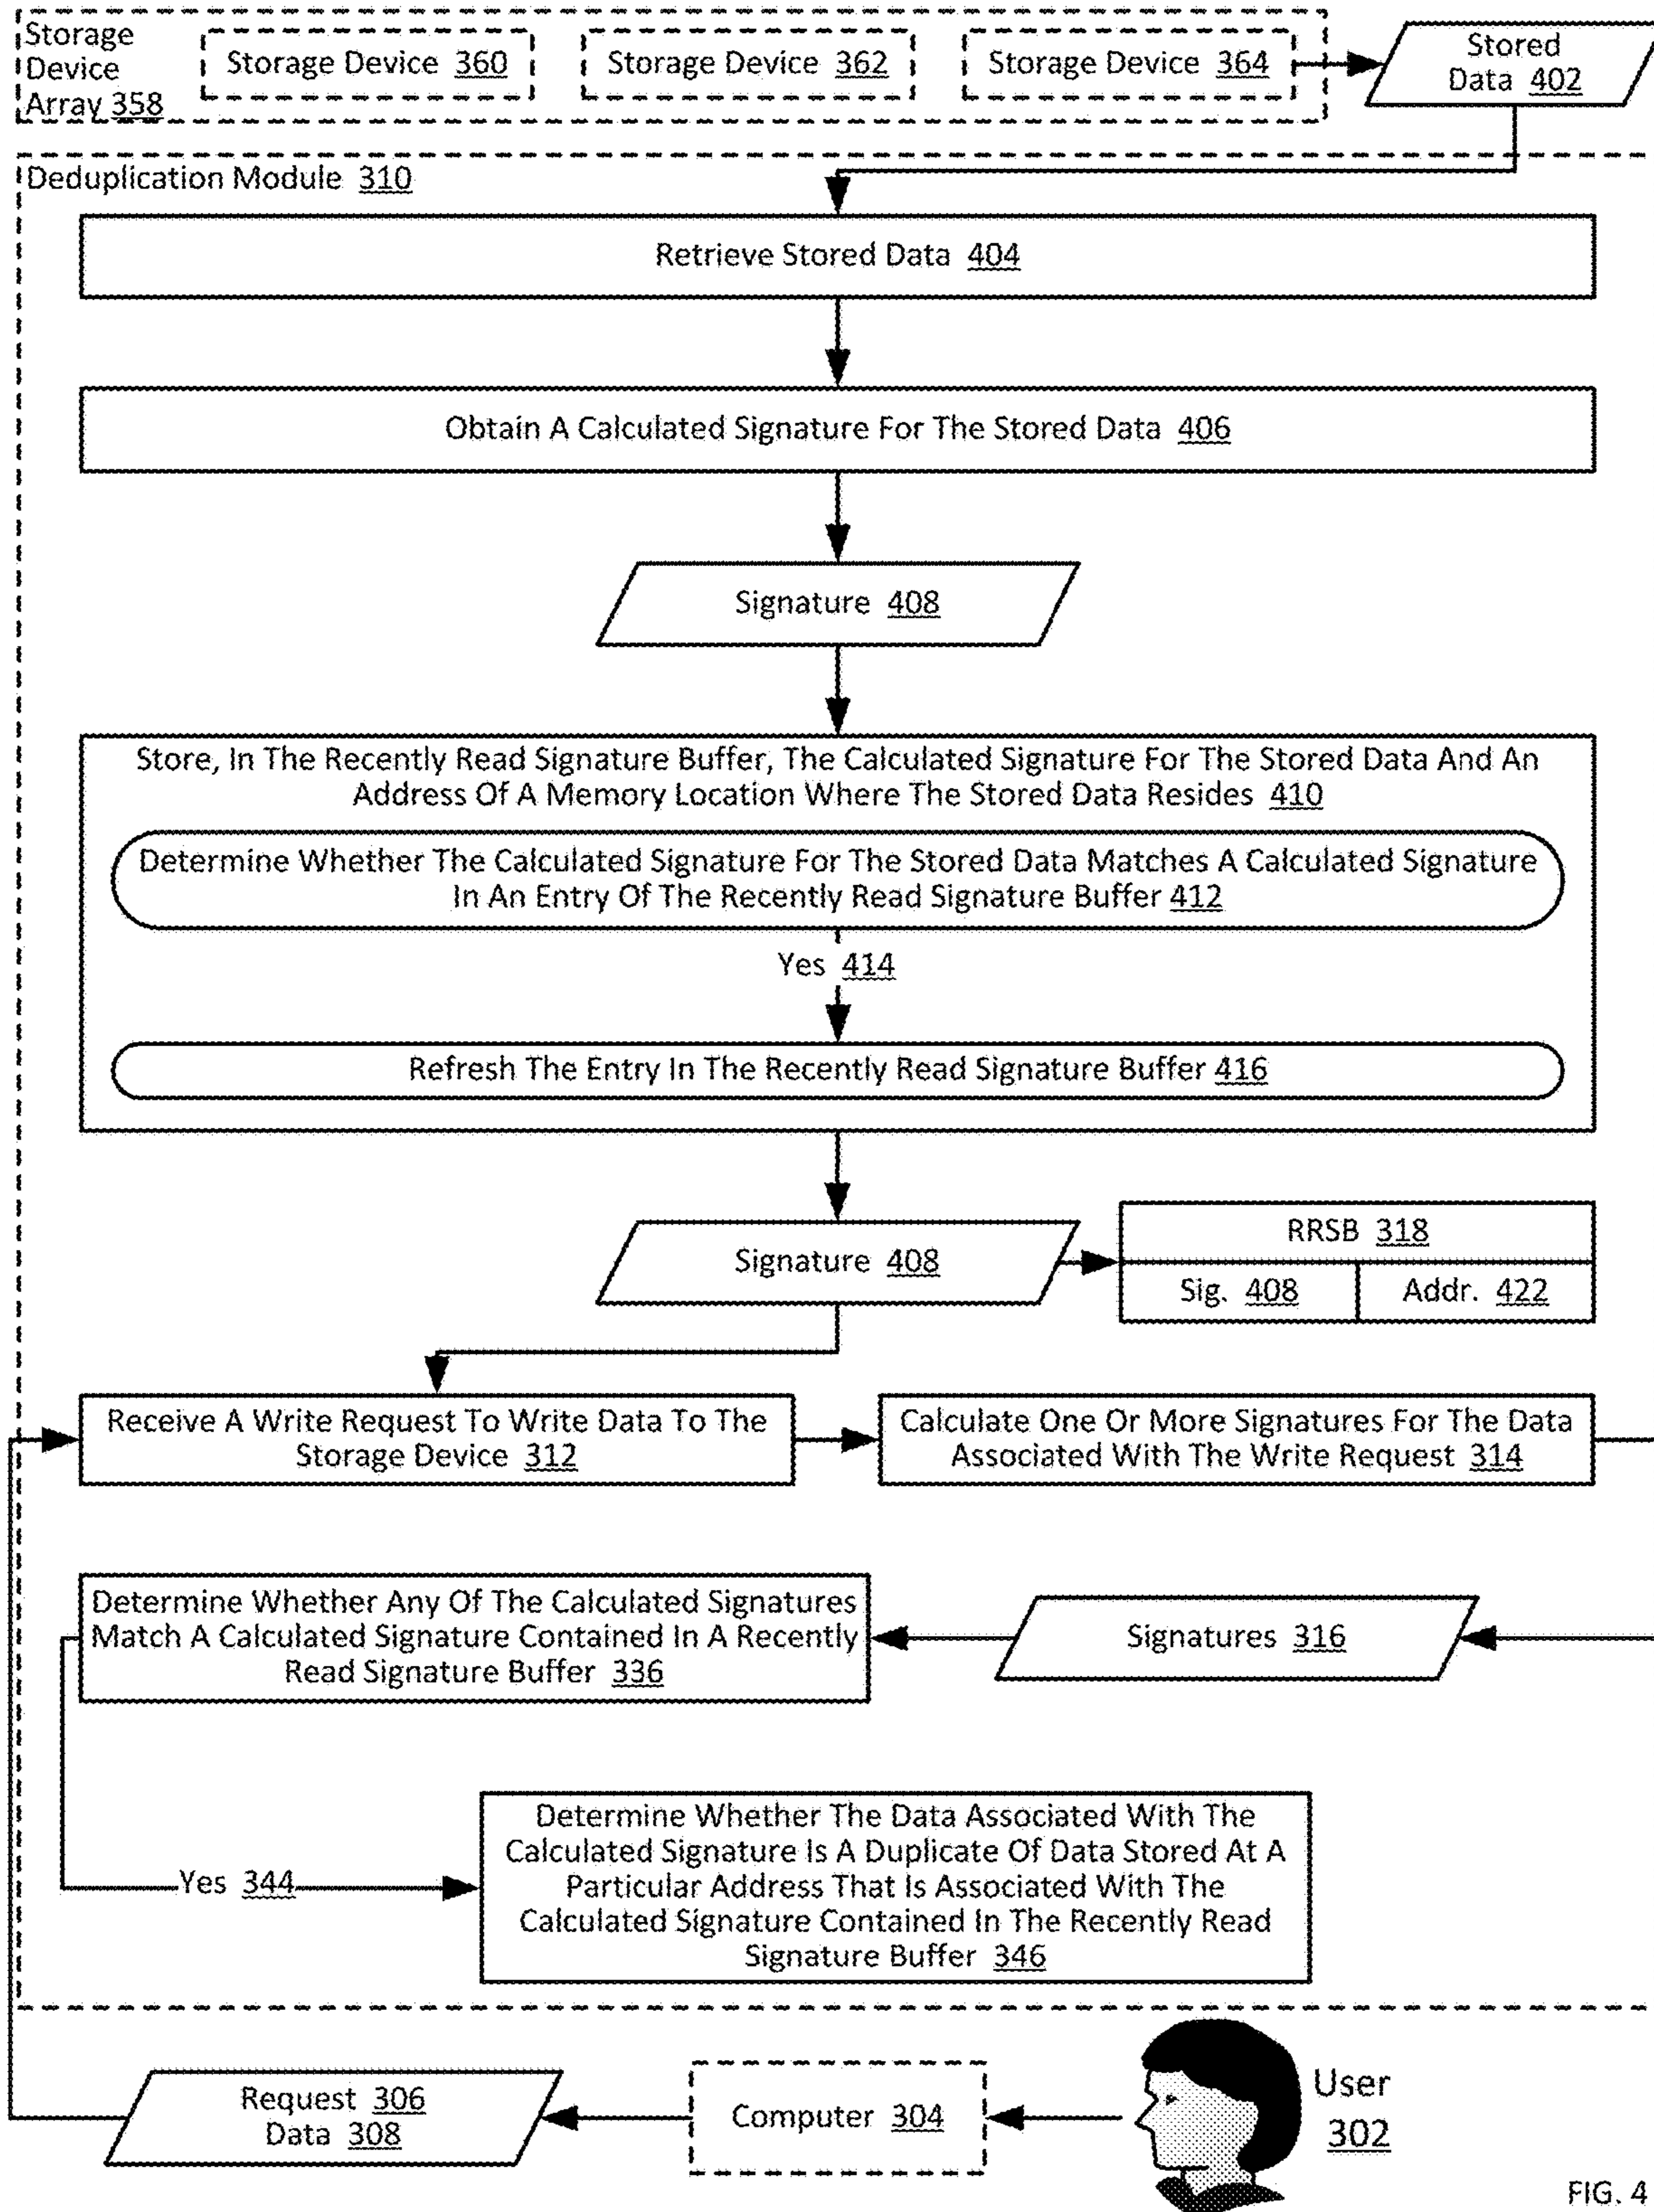 Storage
Device
Array 358
Storage Device 360
Storage Device 362
Storage Device 364
Stored
Data 402
Deduplication Module 310
Retrieve Stored Data 404
Obtain A Calculated Signature For The Stored Data 406
Signature 408
Store, In The Recently Read Signature Buffer, The Calculated Signature For The Stored Data And An
Address Of A Memory Location Where The Stored Data Resides 410
Determine Whether The Calculated Signature For The Stored Data Matches A Calculated Signature
In An Entry Of The Recently Read Signature Buffer 412
Yes 414
Refresh The Entry In The Recently Read Signature Buffer 416
Signature 408
RRSB 318
Sig. 408
Addr. 422
Receive A Write Request To Write Data To The
Storage Device 312
Calculate One Or More Signatures For The Data
Associated With The Write Request 314
Determine Whether Any Of The Calculated Signatures
Match A Calculated Signature Contained In A Recently
Read Signature Buffer 336
Signatures 316
Yes 344
Determine Whether The Data Associated With The
Calculated Signature Is A Duplicate Of Data Stored At A
Particular Address That Is Associated With The
Calculated Signature Contained In The Recently Read
Signature Buffer 346
Request 306
Data 308
Computer 304
User
302
FIG. 4